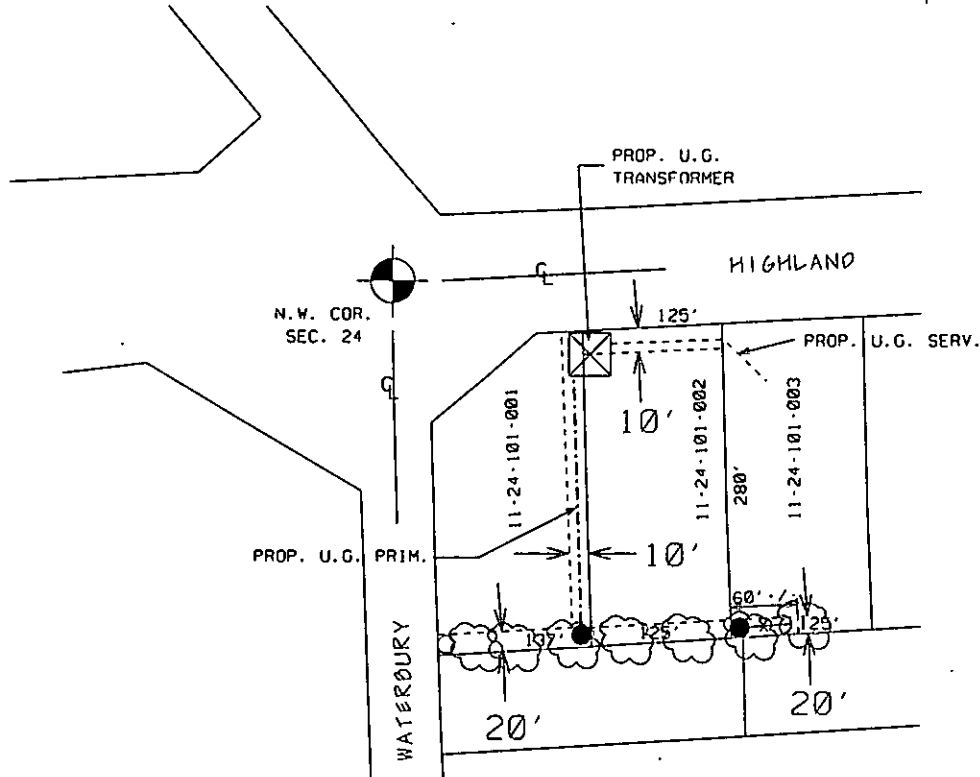 PROP. U.G.
TRANSFORMER
HIGHLAND
℄
N.W. COR.
SEC. 24
125'
PROP. U.G. SERV.
℄
10'
11-24-101-001
11-24-101-002
280'
11-24-101-003
PROP. U.G. PRIM.
10'
60'
137'
125'
125'
WATERBURY
20'
20'